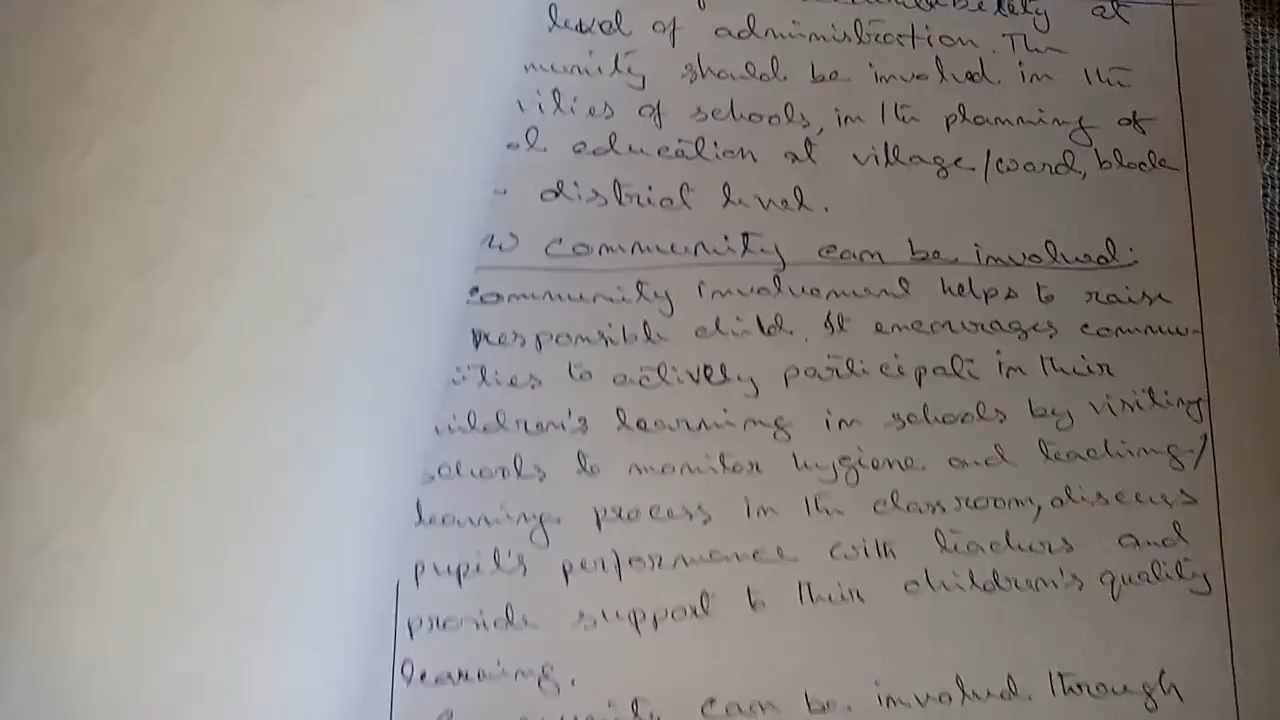 at
level of administration. The
munity should be involved in the
vities of schools, in the planning of
education at village/ward, block
- district level.
w community can be involved:
community involvement helps to raise
responsible child. It encourages commu-
ities to actively participate in their
children's learning in schools by visiting
schools to monitor hygiene and teaching/
learning process in the classroom, discuss
pupil's performance with teachers and
provide support to their children's quality
learning.
can be involved through